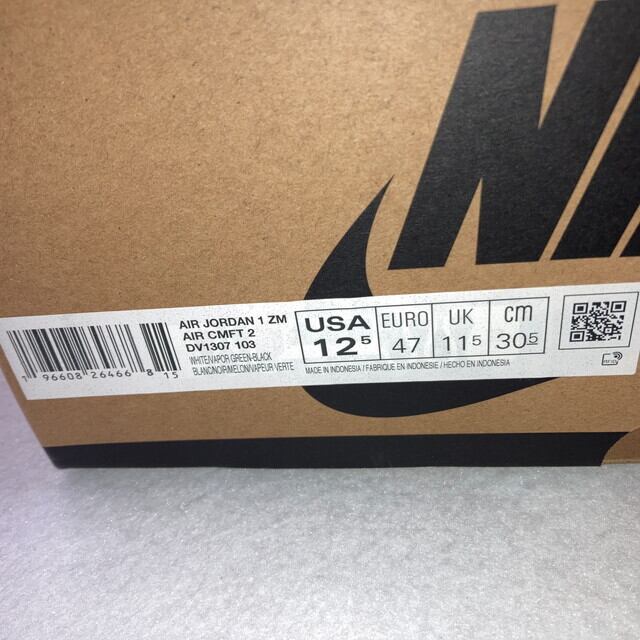 NI
AIR JORDAN 1 ZM
AIR CMFT 2
DV1307 103
WHITE/VAPOR GREEN-BLACK
BLANC/NOIR/MELON/VAPEUR VERTE
1 96608 26466 8 15
USA
12 5
EURO
47
UK
11 5
cm
30 5
MADE IN INDONESIA / FABRIQUE EN INDONESIE / HECHO EN INDONESIA